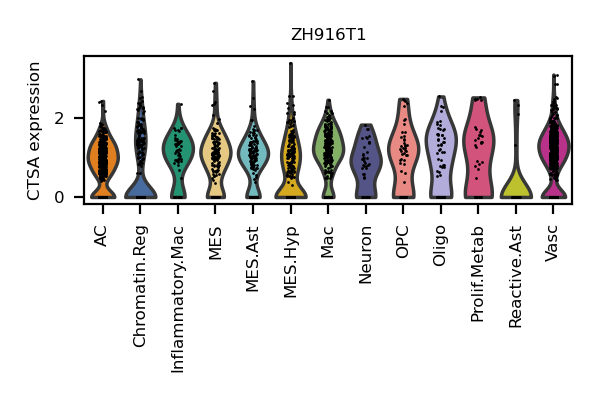 ZH916T1
CTSA expression
2
0
AC
Chromatin.Reg
Inflammatory.Mac
MES
MES.Ast
MES.Hyp
Mac
Neuron
OPC
Oligo
Prolif.Metab
Reactive.Ast
Vasc